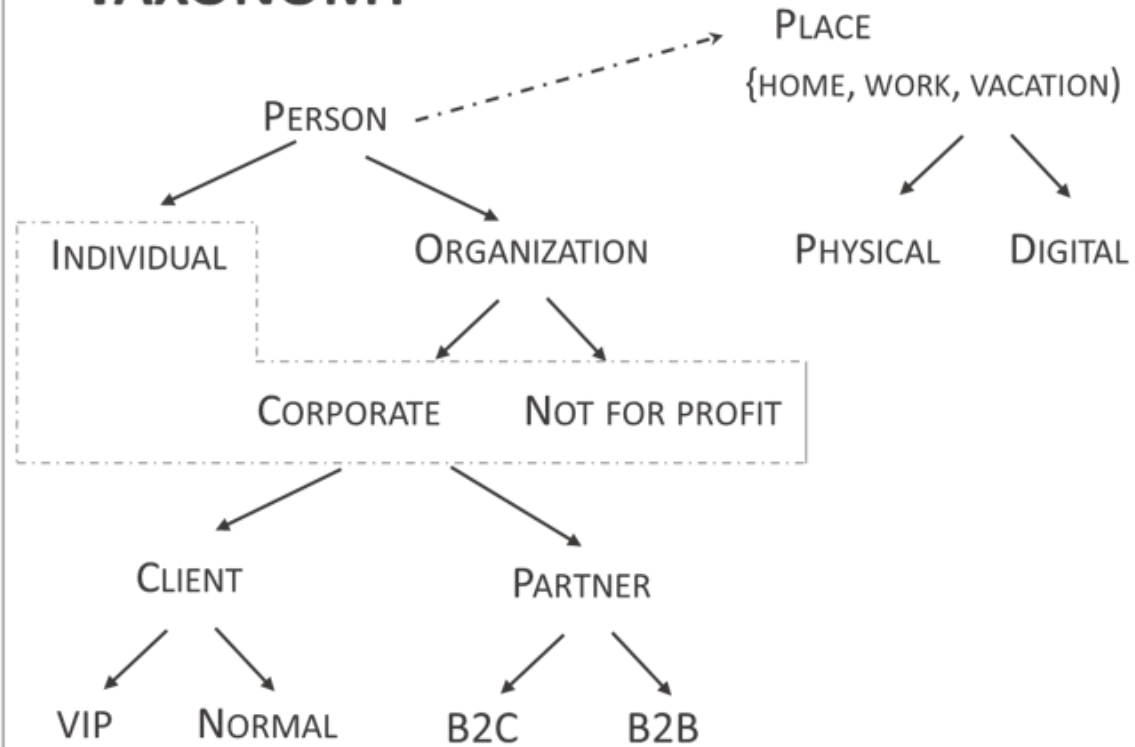 TAXONOMY
PLACE
{HOME, WORK, VACATION)
PERSON
INDIVIDUAL
ORGANIZATION
PHYSICAL
DIGITAL
CORPORATE
NOT FOR PROFIT
CLIENT
PARTNER
VIP
NORMAL
B2C
B2B